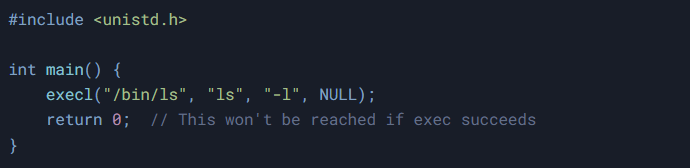 #include <unistd.h>

int main() {
    execl("/bin/ls", "ls", "-l", NULL);
    return 0;  // This won't be reached if exec succeeds
}